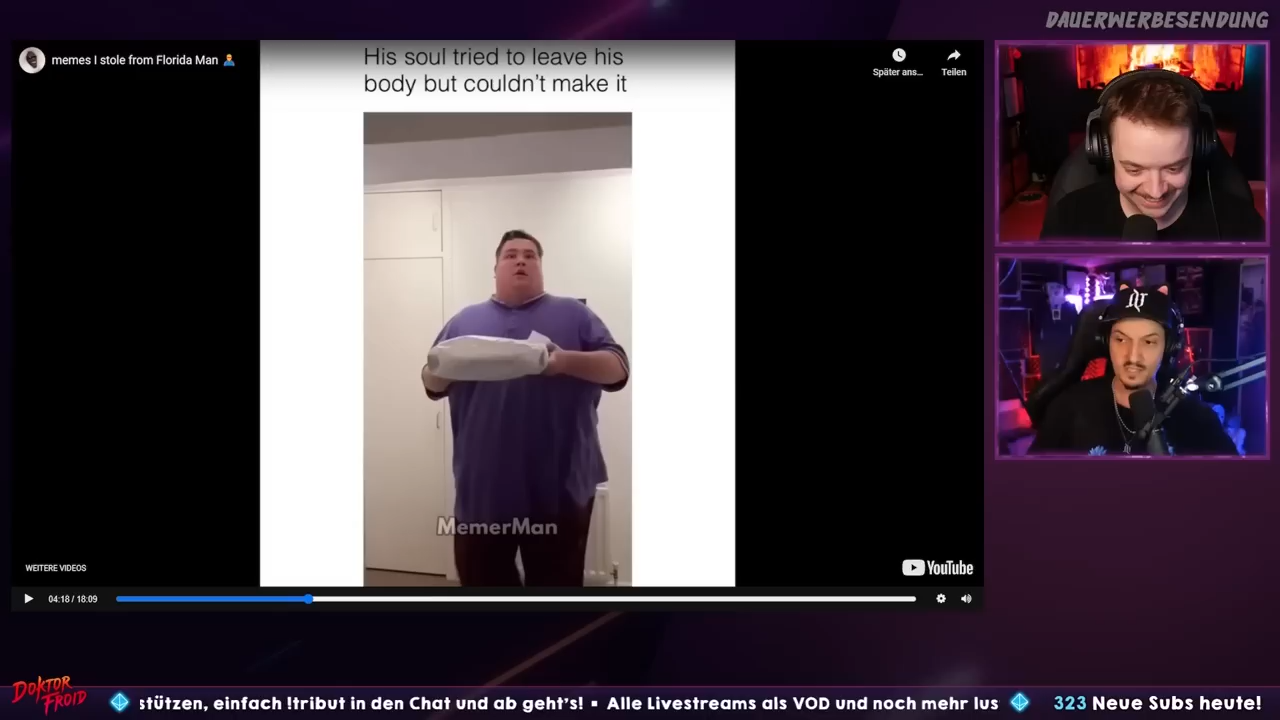 DAUERWERBESENDUNG
memes I stole from Florida Man
His soul tried to leave his
body but couldn't make it
Später ans...
Teilen
MemerMan
WEITERE VIDEOS
YouTube
04:18 / 18:09
DOKTOR
FROID
stützen, einfach !tribut in den Chat und ab geht's! ▪ Alle Livestreams als VOD und noch mehr lus
323 Neue Subs heute!